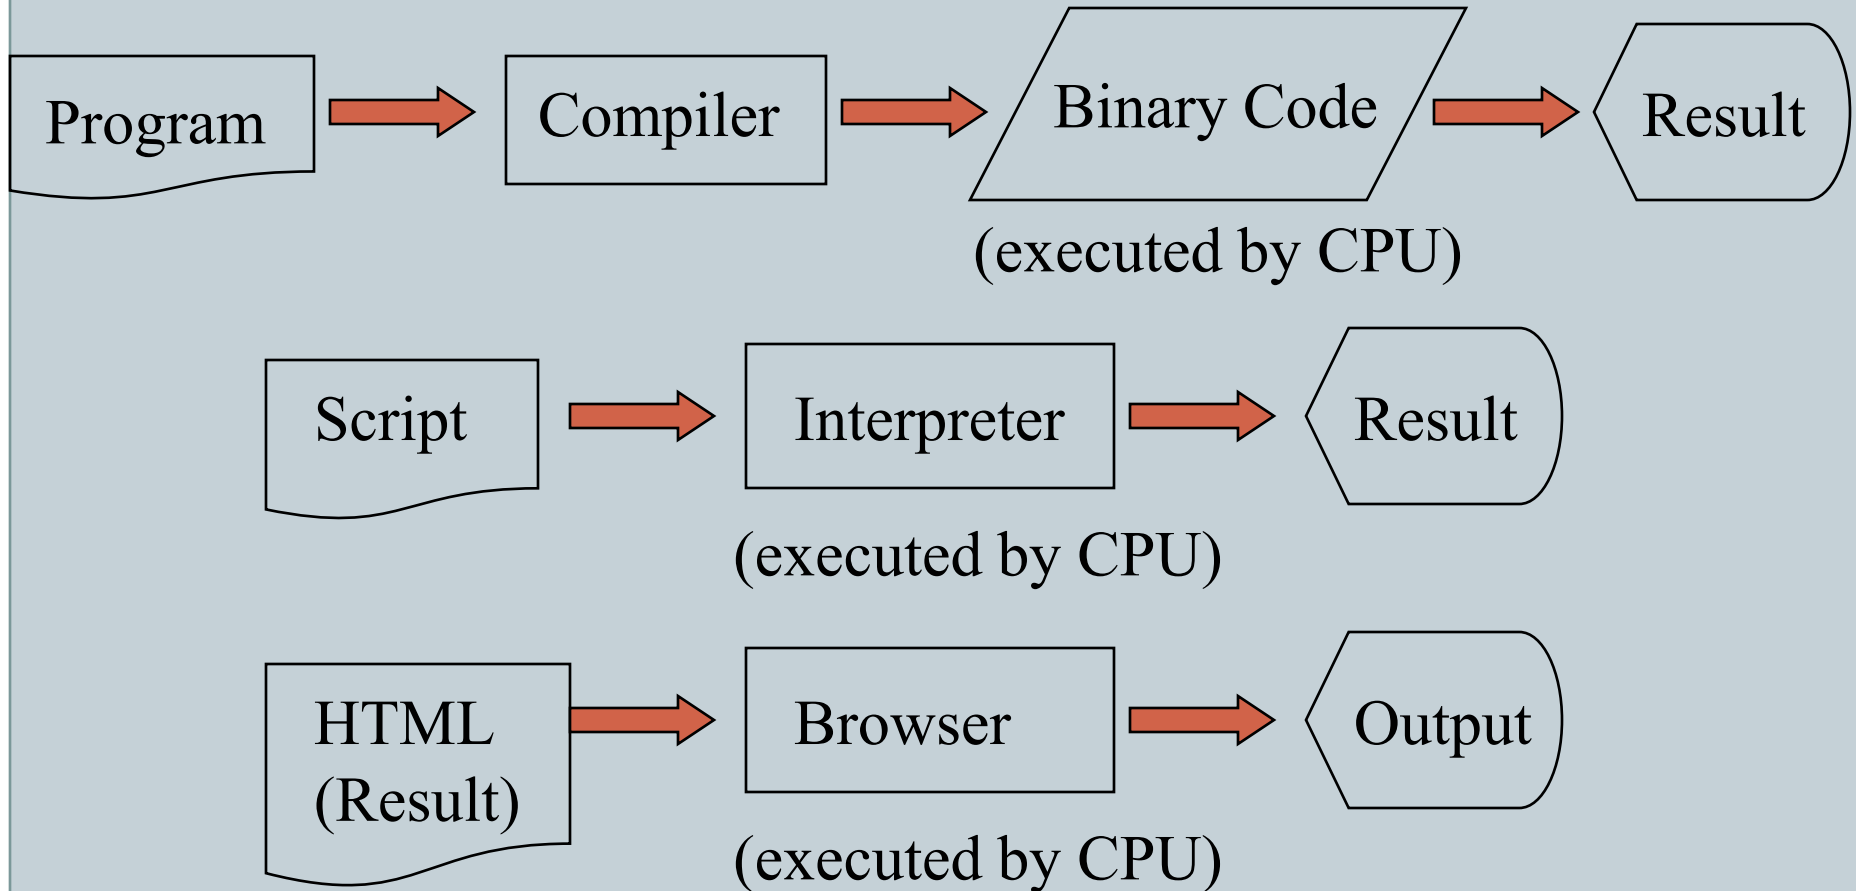 Program
Compiler
Binary Code
Result
(executed by CPU)
Script
Interpreter
Result
(executed by CPU)
HTML
(Result)
Browser
Output
(executed by CPU)